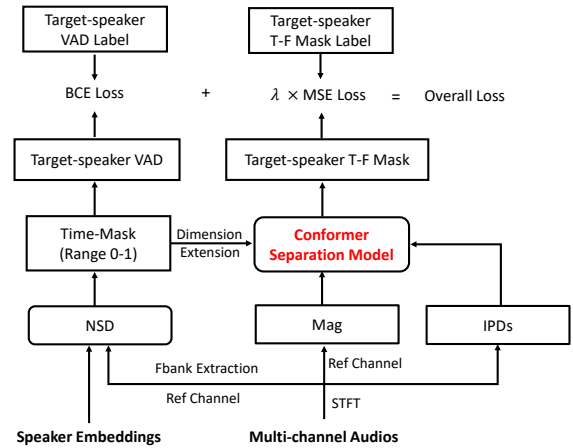 Target-speaker
VAD Label
Target-speaker
T-F Mask Label
BCE Loss
+
λ × MSE Loss
=
Overall Loss
Target-speaker VAD
Target-speaker T-F Mask
Time-Mask
(Range 0-1)
Dimension
Extension
Conformer
Separation Model
NSD
Mag
IPDs
Fbank Extraction
Ref Channel
Ref Channel
STFT
Speaker Embeddings
Multi-channel Audios